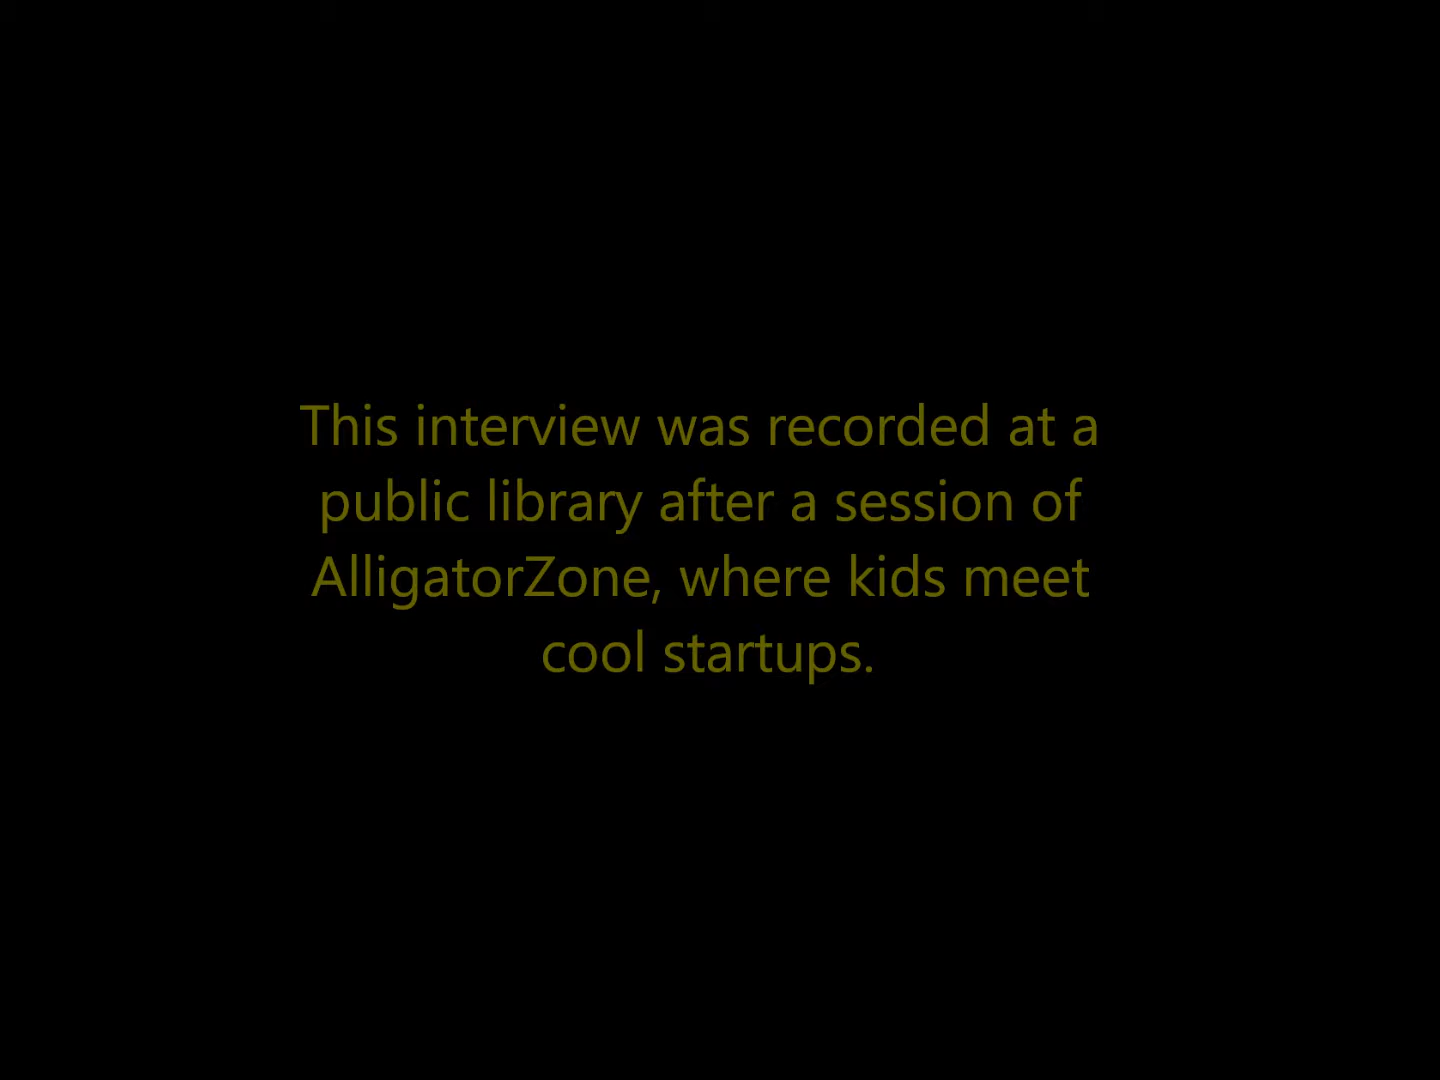 This interview was recorded at a
public library after a session of
AlligatorZone, where kids meet
cool startups.